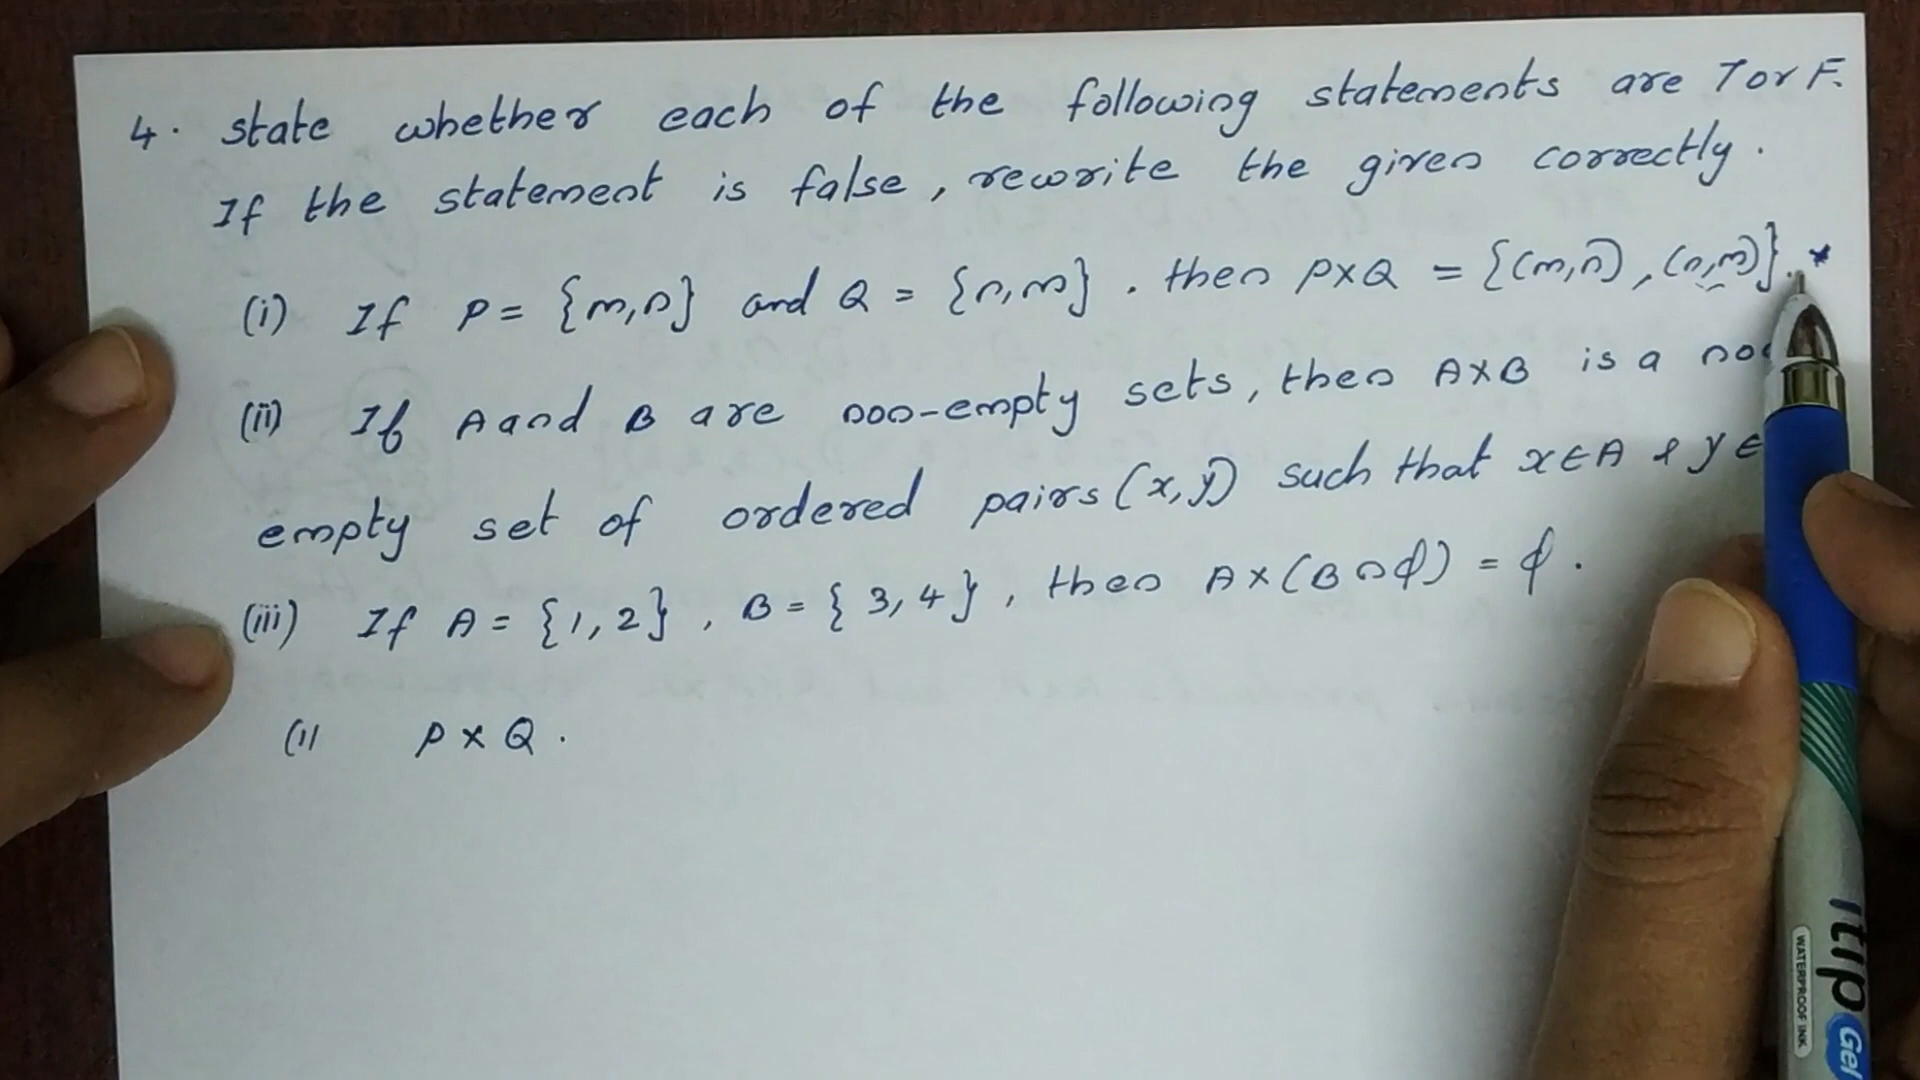 4. state whether each of the following statements are T or F.
If the statement is false, rewrite the given correctly.
(i) If P = {m,n} and Q = {n,m}. then P×Q = {(m,n), (n,m)}. *
(ii) If A and B are non-empty sets, then A×B is a
empty set of ordered pairs (x,y) such that x∈A & y∈
(iii) If A = {1,2}, B = {3,4}, then A×(B∩ϕ) = ϕ.
(i) P × Q.
itip
Gel
WATERPROOF INK